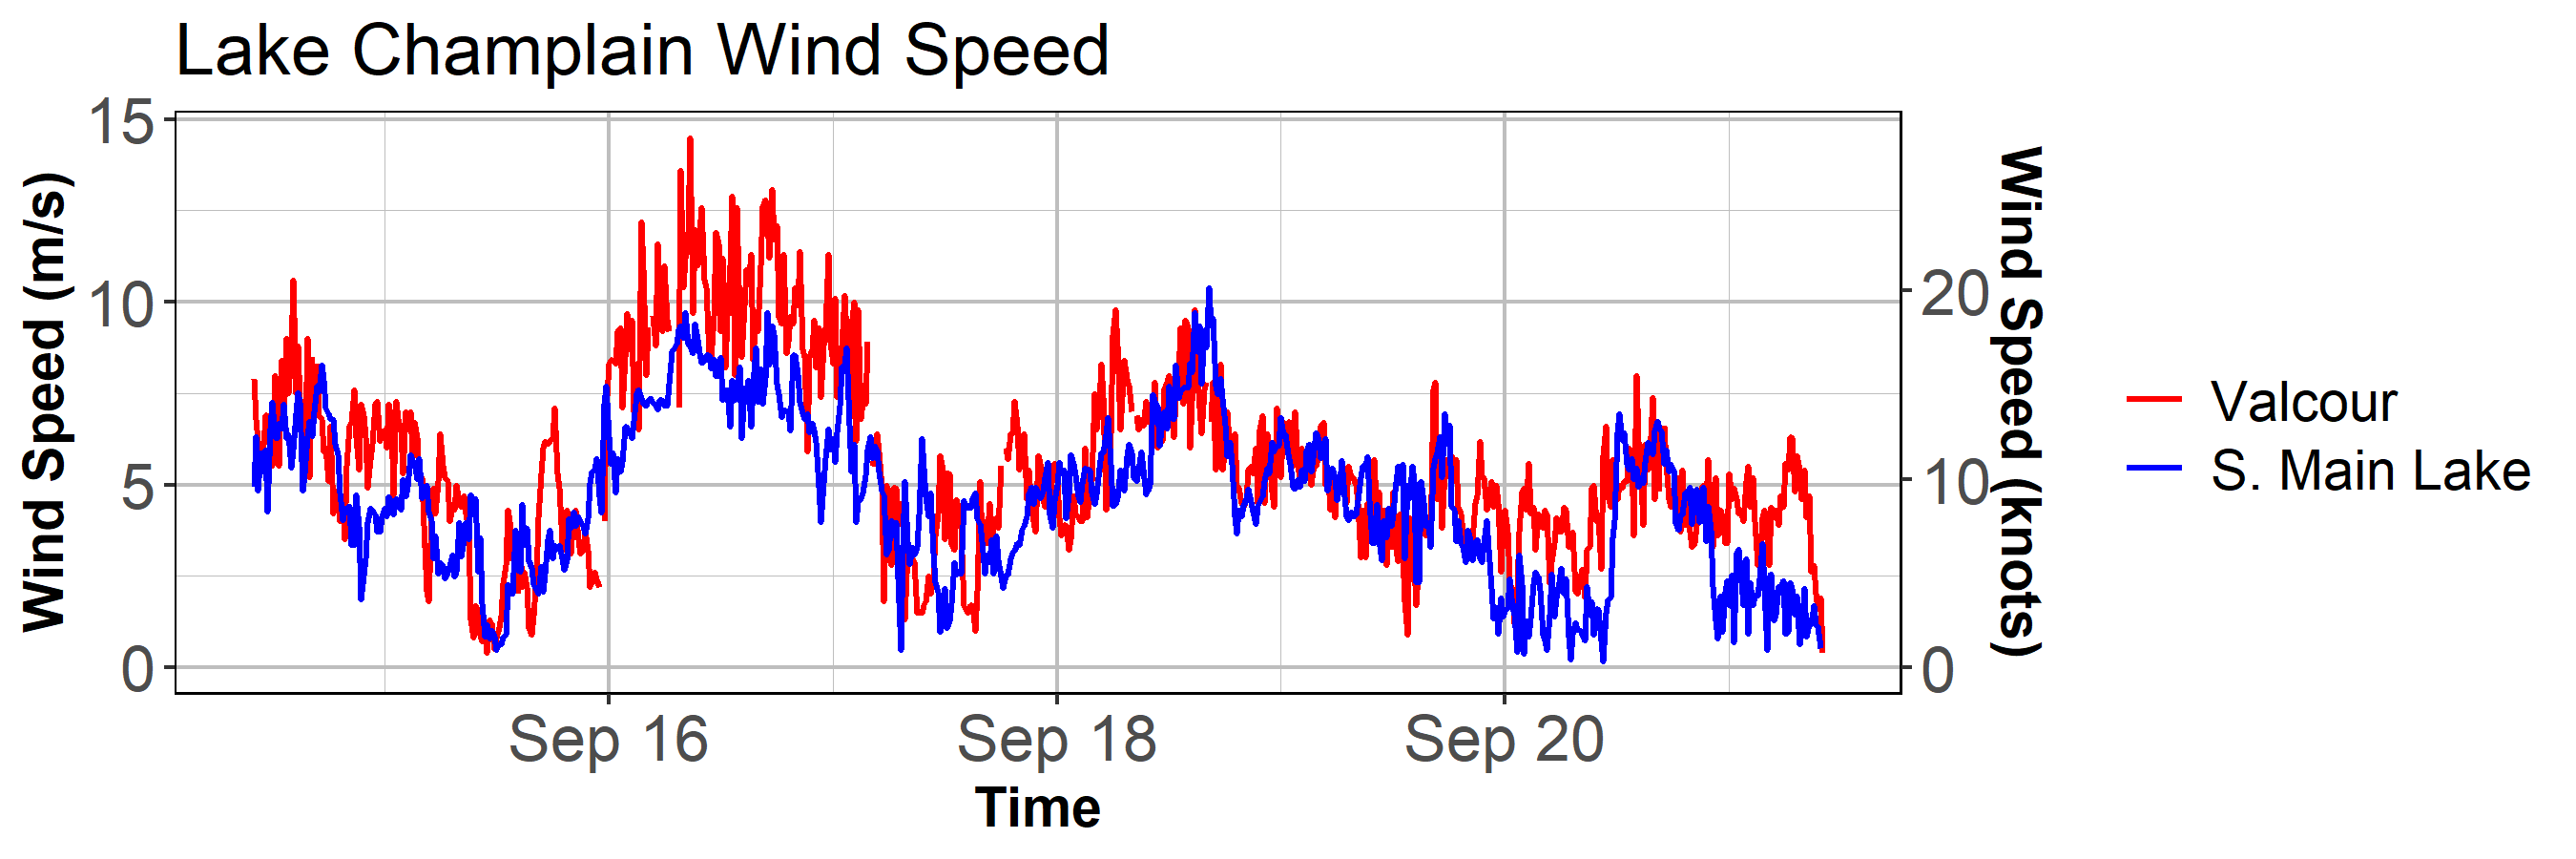 Lake Champlain Wind Speed
15
10
5
0
Wind Speed (m/s)
20
10
0
Wind Speed (knots)
Sep 16
Sep 18
Sep 20
Time
Valcour
S. Main Lake